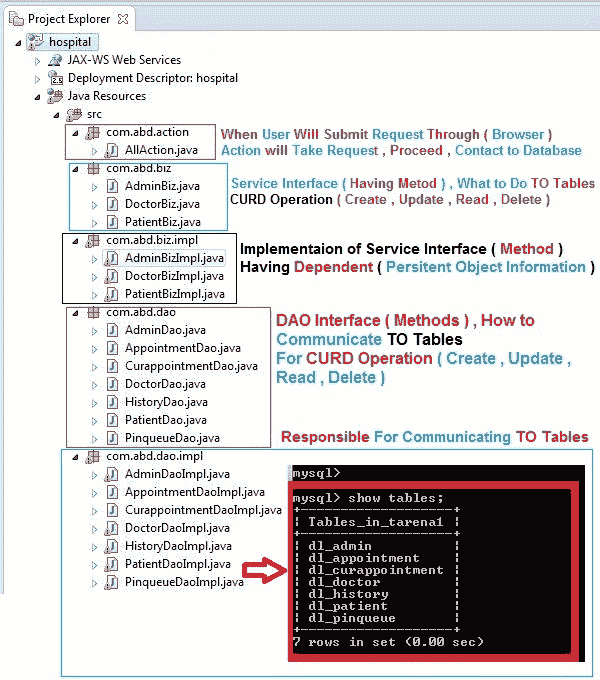 Project Explorer
hospital
JAX-WS Web Services
Deployment Descriptor: hospital
Java Resources
src
com.abd.action
AllAction.java
When User Will Submit Request Through ( Browser )
Action will Take Request , Proceed , Contact to Database
com.abd.biz
AdminBiz.java
DoctorBiz.java
PatientBiz.java
Service Interface ( Having Metod ) , What to Do TO Tables
CURD Operation ( Create , Update , Read , Delete )
com.abd.biz.impl
AdminBizImpl.java
DoctorBizImpl.java
PatientBizImpl.java
Implementaion of Service Interface ( Method )
Having Dependent ( Persitent Object Information )
com.abd.dao
AdminDao.java
AppointmentDao.java
CurappointmentDao.java
DoctorDao.java
HistoryDao.java
PatientDao.java
PinqueueDao.java
DAO Interface ( Methods ) , How to
Communicate TO Tables
For CURD Operation ( Create , Update ,
Read , Delete )
Responsible For Communicating TO Tables
com.abd.dao.impl
AdminDaoImpl.java
AppointmentDaoImpl.java
CurappointmentDaoImpl.java
DoctorDaoImpl.java
HistoryDaoImpl.java
PatientDaoImpl.java
PinqueueDaoImpl.java
mysql>
mysql> show tables;
+--------------------+
| Tables_in_tarena1 |
+--------------------+
| dl_admin |
| dl_appointment |
| dl_curappointment |
| dl_doctor |
| dl_history |
| dl_patient |
| dl_pinqueue |
+--------------------+
7 rows in set (0.00 sec)